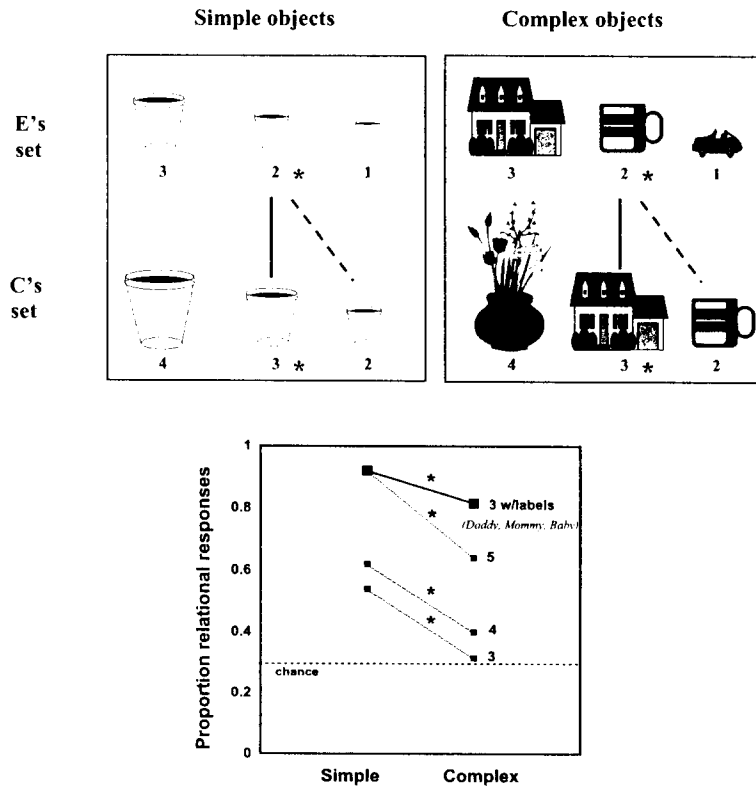 Simple objects
Complex objects
E's
set
3
2 *
1
3
2 *
1
C's
set
4
3 *
2
4
3 *
2
Proportion relational responses
1
0.8
0.6
0.4
0.2
0
*
*
*
*
3 w/labels
(Daddy, Mommy, Baby)
5
4
3
chance
Simple
Complex